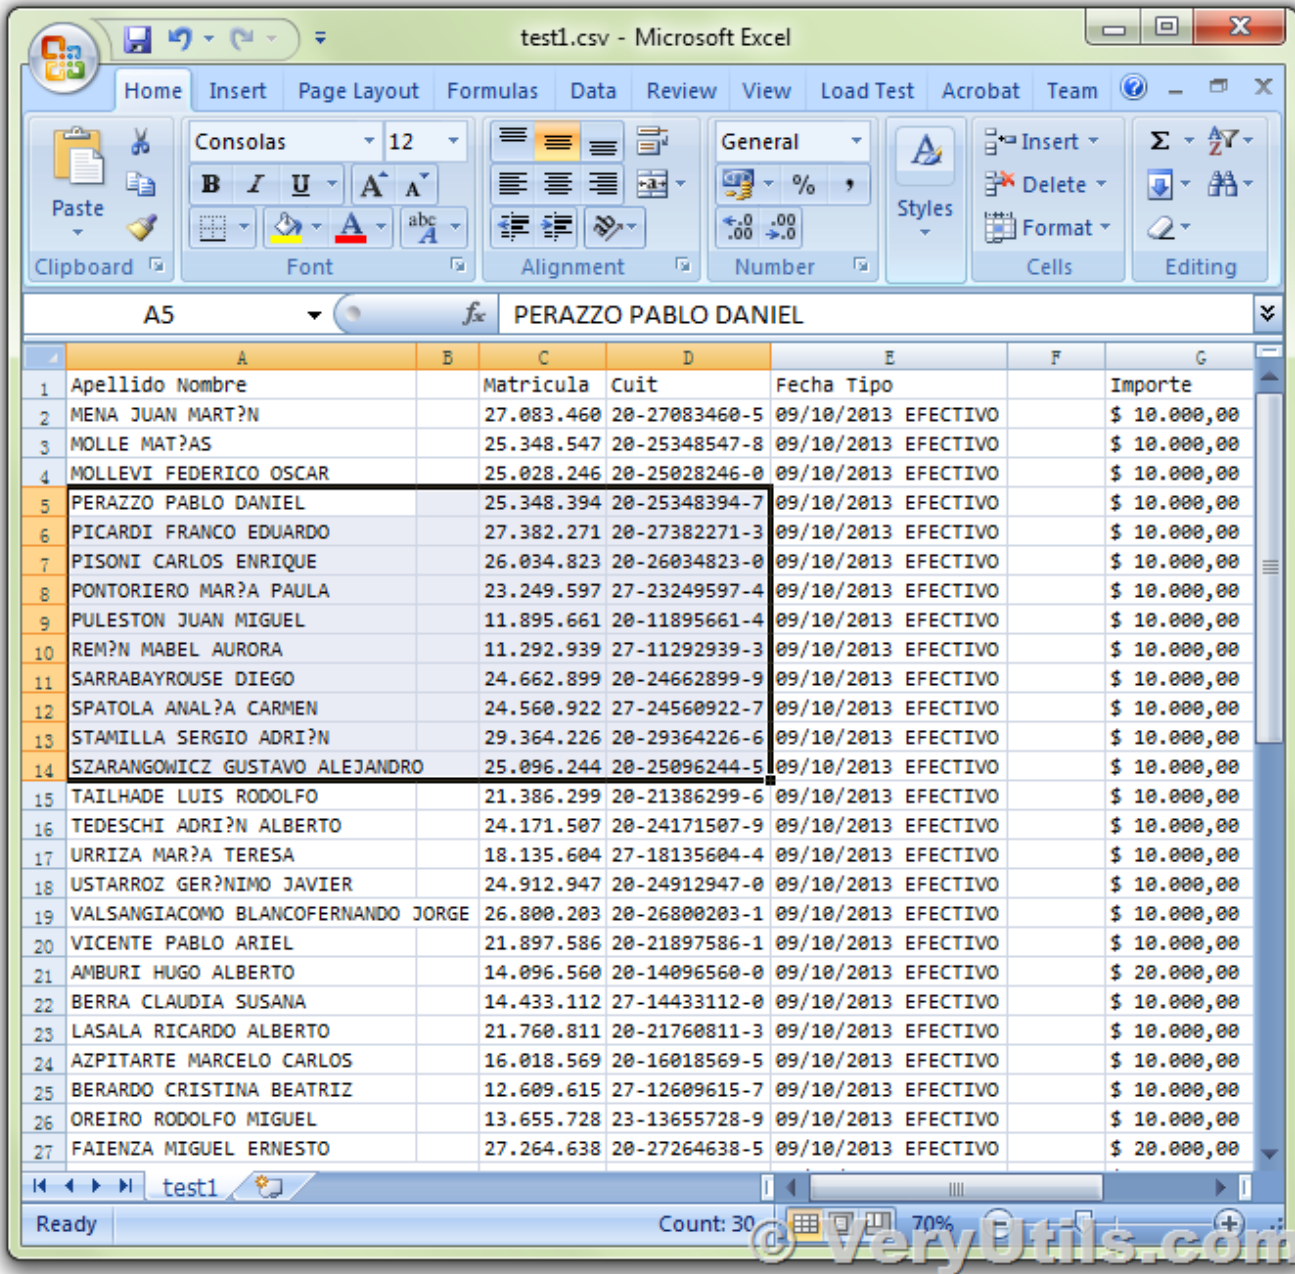 test1.csv - Microsoft Excel
Home Insert Page Layout Formulas Data Review View Load Test Acrobat Team
Consolas 12 General Insert
Paste B I U A A % , Styles Delete
abc A .00 .00 .0 Format
Clipboard Font Alignment Number Cells Editing
A5 fx PERAZZO PABLO DANIEL
A B C D E F G
1 Apellido Nombre Matricula Cuit Fecha Tipo Importe
2 MENA JUAN MART?N 27.083.460 20-27083460-5 09/10/2013 EFECTIVO $ 10.000,00
3 MOLLE MAT?AS 25.348.547 20-25348547-8 09/10/2013 EFECTIVO $ 10.000,00
4 MOLLEVI FEDERICO OSCAR 25.028.246 20-25028246-0 09/10/2013 EFECTIVO $ 10.000,00
5 PERAZZO PABLO DANIEL 25.348.394 20-25348394-7 09/10/2013 EFECTIVO $ 10.000,00
6 PICARDI FRANCO EDUARDO 27.382.271 20-27382271-3 09/10/2013 EFECTIVO $ 10.000,00
7 PISONI CARLOS ENRIQUE 26.034.823 20-26034823-0 09/10/2013 EFECTIVO $ 10.000,00
8 PONTORIERO MAR?A PAULA 23.249.597 27-23249597-4 09/10/2013 EFECTIVO $ 10.000,00
9 PULESTON JUAN MIGUEL 11.895.661 20-11895661-4 09/10/2013 EFECTIVO $ 10.000,00
10 REM?N MABEL AURORA 11.292.939 27-11292939-3 09/10/2013 EFECTIVO $ 10.000,00
11 SARRABAYROUSE DIEGO 24.662.899 20-24662899-9 09/10/2013 EFECTIVO $ 10.000,00
12 SPATOLA ANAL?A CARMEN 24.560.922 27-24560922-7 09/10/2013 EFECTIVO $ 10.000,00
13 STAMILLA SERGIO ADRI?N 29.364.226 20-29364226-6 09/10/2013 EFECTIVO $ 10.000,00
14 SZARANGOWICZ GUSTAVO ALEJANDRO 25.096.244 20-25096244-5 09/10/2013 EFECTIVO $ 10.000,00
15 TAILHADE LUIS RODOLFO 21.386.299 20-21386299-6 09/10/2013 EFECTIVO $ 10.000,00
16 TEDESCHI ADRI?N ALBERTO 24.171.507 20-24171507-9 09/10/2013 EFECTIVO $ 10.000,00
17 URRIZA MAR?A TERESA 18.135.604 27-18135604-4 09/10/2013 EFECTIVO $ 10.000,00
18 USTARROZ GER?NIMO JAVIER 24.912.947 20-24912947-0 09/10/2013 EFECTIVO $ 10.000,00
19 VALSANGIACOMO BLANCOFERNANDO JORGE 26.800.203 20-26800203-1 09/10/2013 EFECTIVO $ 10.000,00
20 VICENTE PABLO ARIEL 21.897.586 20-21897586-1 09/10/2013 EFECTIVO $ 10.000,00
21 AMBURI HUGO ALBERTO 14.096.560 20-14096560-0 09/10/2013 EFECTIVO $ 20.000,00
22 BERRA CLAUDIA SUSANA 14.433.112 27-14433112-0 09/10/2013 EFECTIVO $ 10.000,00
23 LASALA RICARDO ALBERTO 21.760.811 20-21760811-3 09/10/2013 EFECTIVO $ 10.000,00
24 AZPITARTE MARCELO CARLOS 16.018.569 20-16018569-5 09/10/2013 EFECTIVO $ 10.000,00
25 BERARDO CRISTINA BEATRIZ 12.609.615 27-12609615-7 09/10/2013 EFECTIVO $ 10.000,00
26 OREIRO RODOLFO MIGUEL 13.655.728 23-13655728-9 09/10/2013 EFECTIVO $ 10.000,00
27 FAIENZA MIGUEL ERNESTO 27.264.638 20-27264638-5 09/10/2013 EFECTIVO $ 20.000,00
test1
Ready Count: 30 70%
© VeryUtils.com